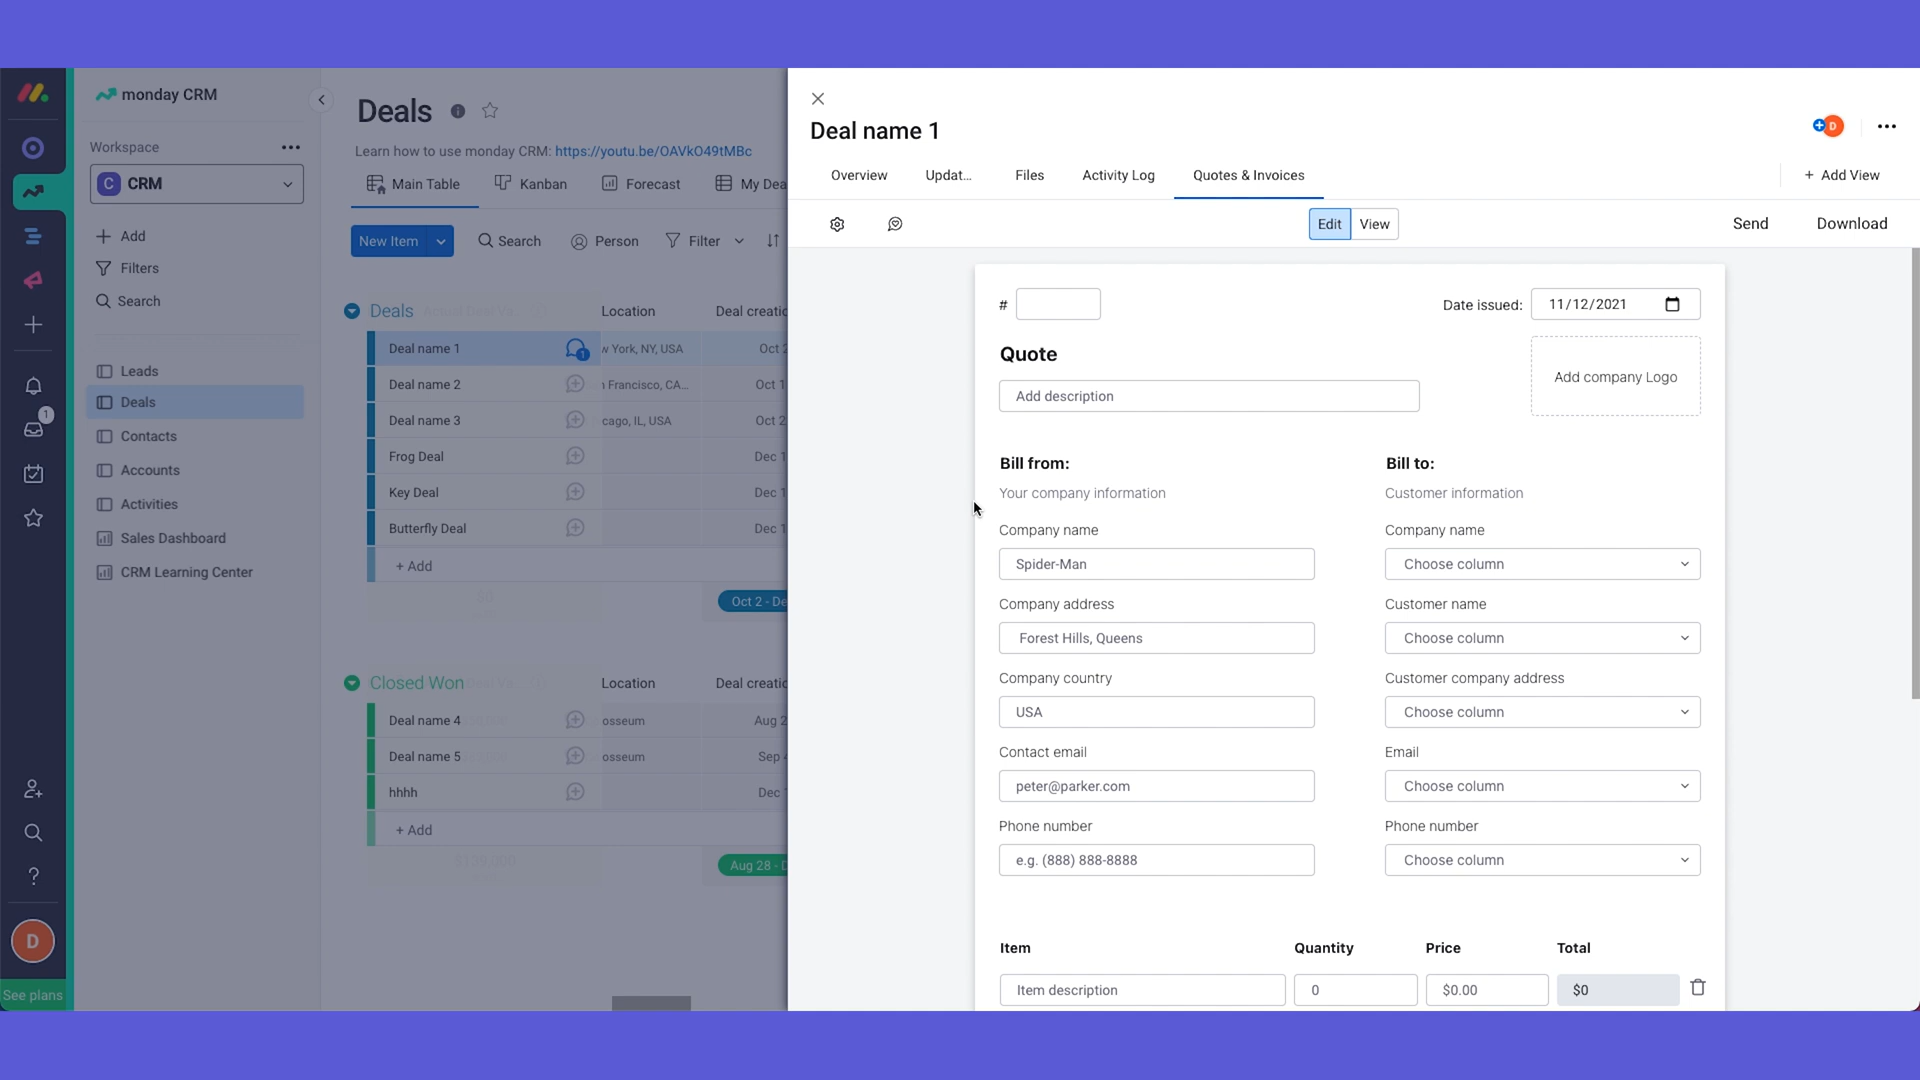 monday CRM
Workspace
C CRM
Add
Filters
Search
Leads
Deals
Contacts
Accounts
Activities
Sales Dashboard
CRM Learning Center
1
D
See plans
Deals
Learn how to use monday CRM: https://youtu.be/OAVkO49tMBc
Main Table Kanban Forecast My Dea
New Item Search Person Filter
Deals Location Deal creatic
Deal name 1 1 w York, NY, USA Oct 2
Deal name 2 Francisco, CA... Oct 1
Deal name 3 cago, IL, USA Oct 2
Frog Deal Dec 1
Key Deal Dec 1
Butterfly Deal Dec 1
+ Add
Oct 2 - De
Closed Won Location Deal creatic
Deal name 4 osseum Aug 2
Deal name 5 osseum Sep
hhhh Dec
+ Add
Aug 28 - D
Deal name 1
D
Overview Updat... Files Activity Log Quotes & Invoices + Add View
Edit View Send Download
# Date issued: 11/12/2021
Quote
Add description
Add company Logo
Bill from: Bill to:
Your company information Customer information
Company name Company name
Spider-Man Choose column
Company address Customer name
Forest Hills, Queens Choose column
Company country Customer company address
USA Choose column
Contact email Email
peter@parker.com Choose column
Phone number Phone number
e.g. (888) 888-8888 Choose column
Item Quantity Price Total
Item description 0 $0.00 $0